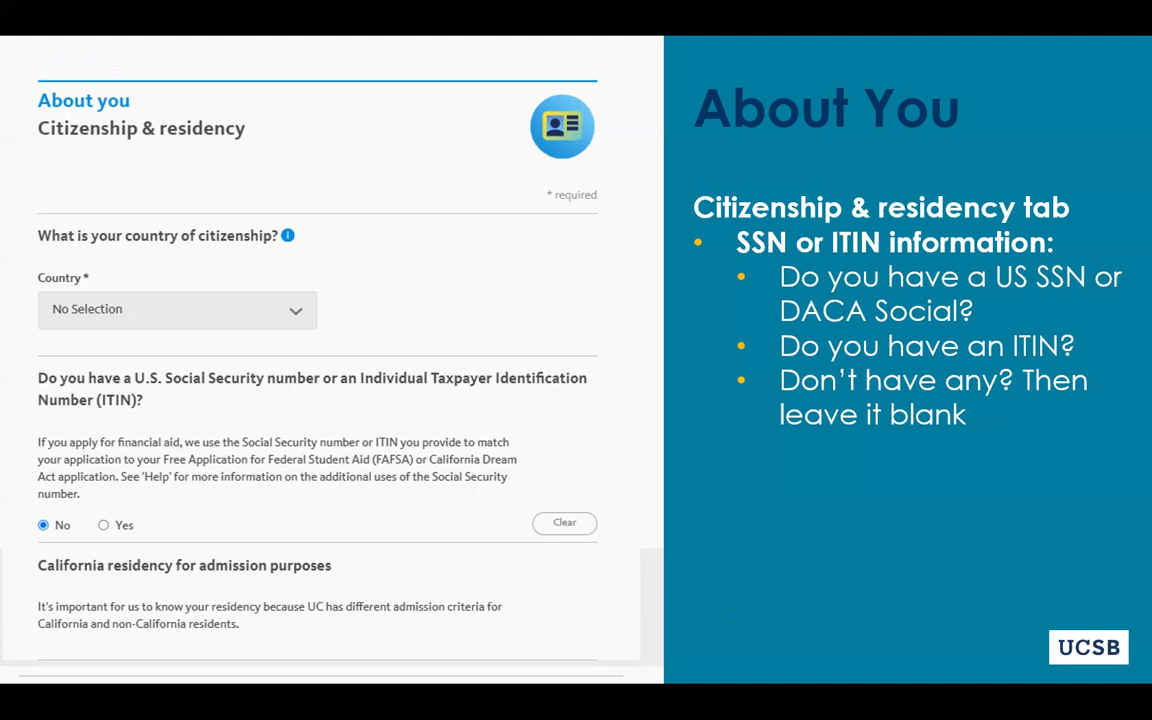 About you
Citizenship & residency
* required
What is your country of citizenship? i
Country *
No Selection
Do you have a U.S. Social Security number or an Individual Taxpayer Identification
Number (ITIN)?
If you apply for financial aid, we use the Social Security number or ITIN you provide to match
your application to your Free Application for Federal Student Aid (FAFSA) or California Dream
Act application. See 'Help' for more information on the additional uses of the Social Security
number.
No Yes Clear
California residency for admission purposes
It's important for us to know your residency because UC has different admission criteria for
California and non-California residents.
About You
Citizenship & residency tab
• SSN or ITIN information:
• Do you have a US SSN or
DACA Social?
• Do you have an ITIN?
• Don't have any? Then
leave it blank
UCSB